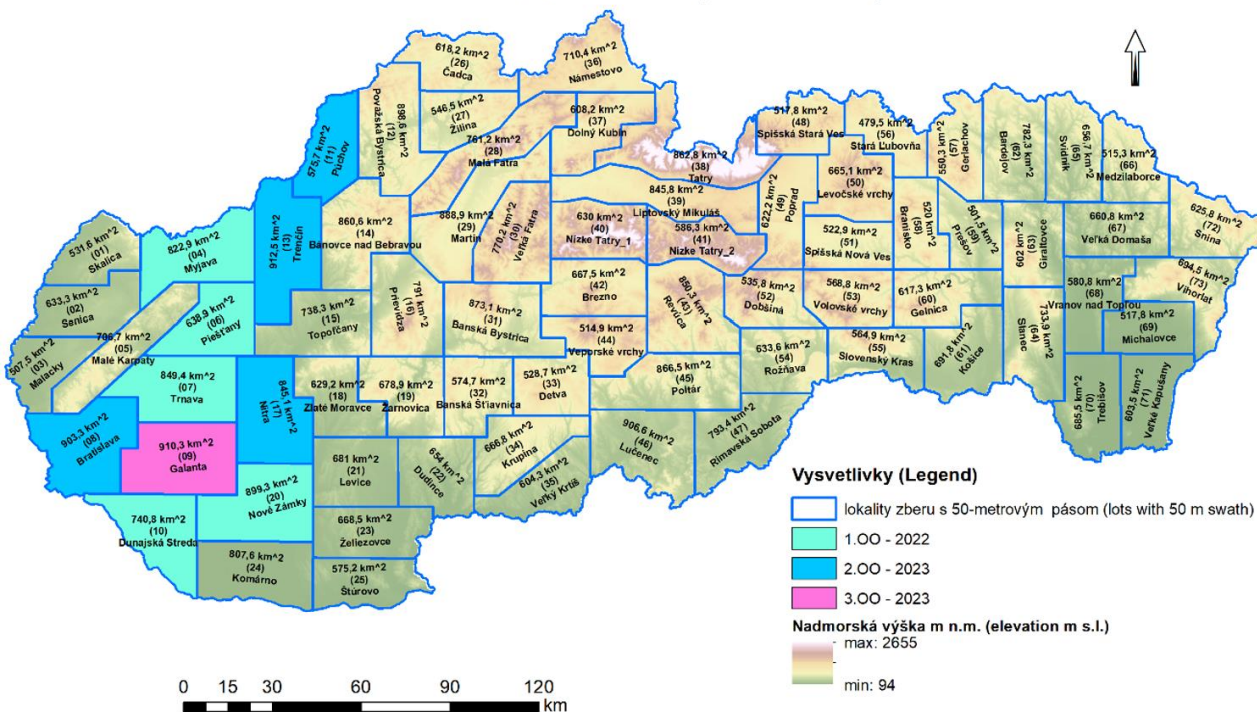 618,2 km^2
(26)
Čadca
710,4 km^2
(36)
Námestovo
898,6 km^2
(12)
Považská Bystrica
546,5 km^2
(27)
Žilina
608,2 km^2
(37)
Dolný Kubín
517,8 km^2
(48)
Spišská Stará Ves
479,5 km^2
(56)
Stará Ľubovňa
550,3 km^2
(57)
Gerlachov
782,3 km^2
(62)
Bardejov
656,7 km^2
(65)
Svidník
515,3 km^2
(66)
Medzilaborce
575,7 km^2
(11)
Púchov
761,2 km^2
(28)
Malá Fatra
862,8 km^2
(38)
Tatry
665,1 km^2
(50)
Levočské vrchy
625,8 km^2
(72)
Snina
531,6 km^2
(01)
Skalica
822,9 km^2
(04)
Myjava
912,5 km^2
(13)
Trenčín
860,6 km^2
(14)
Bánovce nad Bebravou
888,9 km^2
(29)
Martin
770,2 km^2
(30)
Veľká Fatra
845,8 km^2
(39)
Liptovský Mikuláš
630 km^2
(40)
Nízke Tatry_1
586,3 km^2
(41)
Nízke Tatry_2
622,2 km^2
(49)
Poprad
522,9 km^2
(51)
Spišská Nová Ves
520 km^2
(58)
Branisko
501,5 km^2
(59)
Prešov
602 km^2
(63)
Giraltovce
660,8 km^2
(67)
Veľká Domaša
633,3 km^2
(02)
Senica
638,9 km^2
(06)
Piešťany
738,3 km^2
(15)
Topoľčany
791 km^2
(16)
Prievidza
873,1 km^2
(31)
Banská Bystrica
667,5 km^2
(42)
Brezno
850,3 km^2
(43)
Revúca
535,8 km^2
(52)
Dobšiná
568,8 km^2
(53)
Volovské vrchy
617,3 km^2
(60)
Gelnica
580,8 km^2
(68)
Vranov nad Topľou
694,5 km^2
(73)
Vihorlat
507,5 km^2
(03)
Malacky
706,7 km^2
(05)
Malé Karpaty
514,9 km^2
(44)
Veporské vrchy
633,6 km^2
(54)
Rožňava
564,9 km^2
(55)
Slovenský Kras
691,8 km^2
(61)
Košice
733,9 km^2
(64)
Slanec
517,8 km^2
(69)
Michalovce
849,4 km^2
(07)
Trnava
845,1 km^2
(17)
Nitra
629,2 km^2
(18)
Zlaté Moravce
678,9 km^2
(19)
Žarnovica
574,7 km^2
(32)
Banská Šťiavnica
528,7 km^2
(33)
Detva
866,5 km^2
(45)
Poltár
903,3 km^2
(08)
Bratislava
910,3 km^2
(09)
Galanta
681 km^2
(21)
Levice
654 km^2
(22)
Dudince
666,8 km^2
(34)
Krupina
604,3 km^2
(35)
Veľký Krtíš
906,6 km^2
(46)
Lučenec
793,4 km^2
(47)
Rimavská Sobota
685,5 km^2
(70)
Trebišov
603,5 km^2
(71)
Veľké Kapušany
740,8 km^2
(10)
Dunajská Streda
899,3 km^2
(20)
Nové Zámky
668,5 km^2
(23)
Želiezovce
807,6 km^2
(24)
Komárno
575,2 km^2
(25)
Štúrovo
Vysvetlivky (Legend)
lokality zberu s 50-metrovým pásom (lots with 50 m swath)
1.OO - 2022
2.OO - 2023
3.OO - 2023
Nadmorská výška m n.m. (elevation m s.l.)
max: 2655
min: 94
0 15 30 60 90 120
km